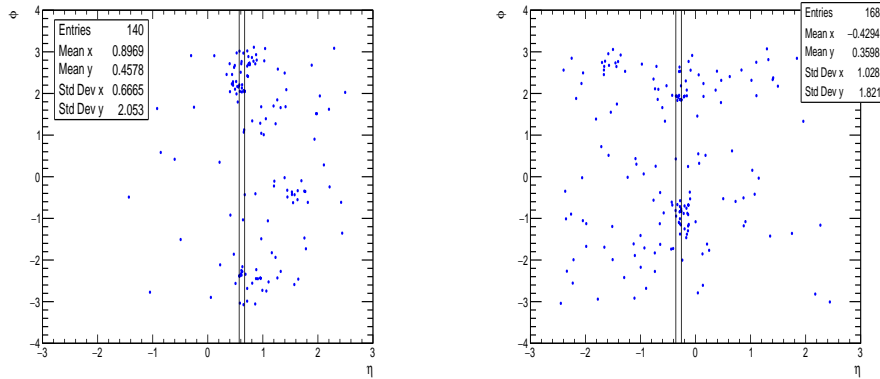 φ
Entries 140
Mean x 0.8969
Mean y 0.4578
Std Dev x 0.6665
Std Dev y 2.053
4
3
2
1
0
−1
−2
−3
−4
−3 −2 −1 0 1 2 3
η
φ
Entries 168
Mean x −0.4294
Mean y 0.3598
Std Dev x 1.028
Std Dev y 1.821
4
3
2
1
0
−1
−2
−3
−4
−3 −2 −1 0 1 2 3
η